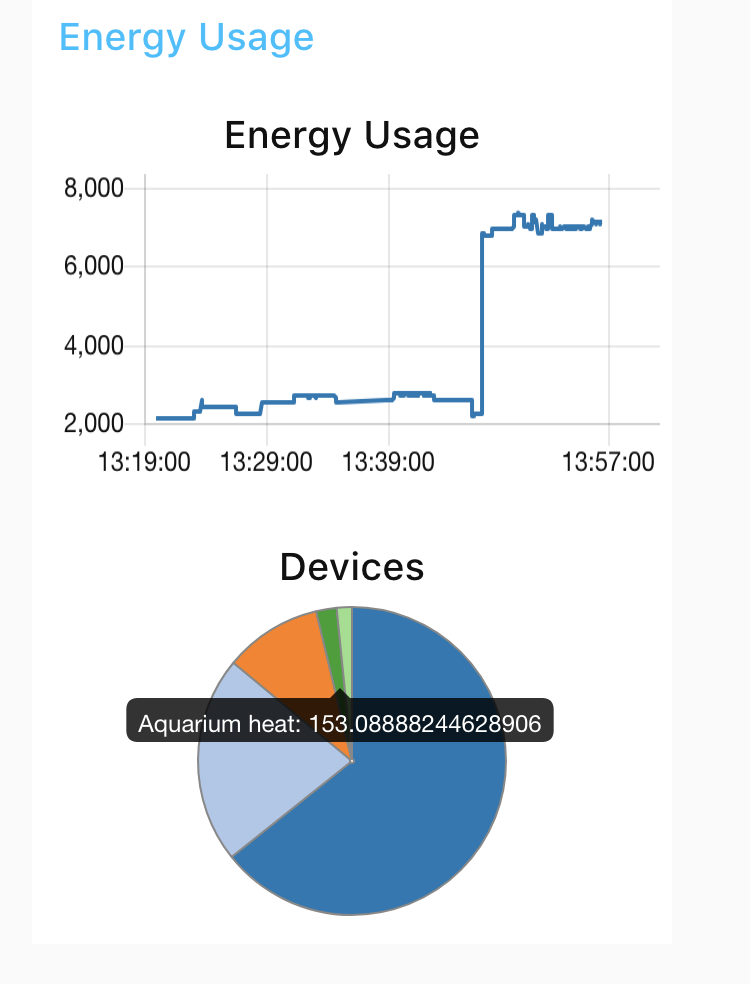 Energy Usage
Energy Usage
8,000
6,000
4,000
2,000
13:19:00 13:29:00 13:39:00 13:57:00
Devices
Aquarium heat: 153.08888244628906